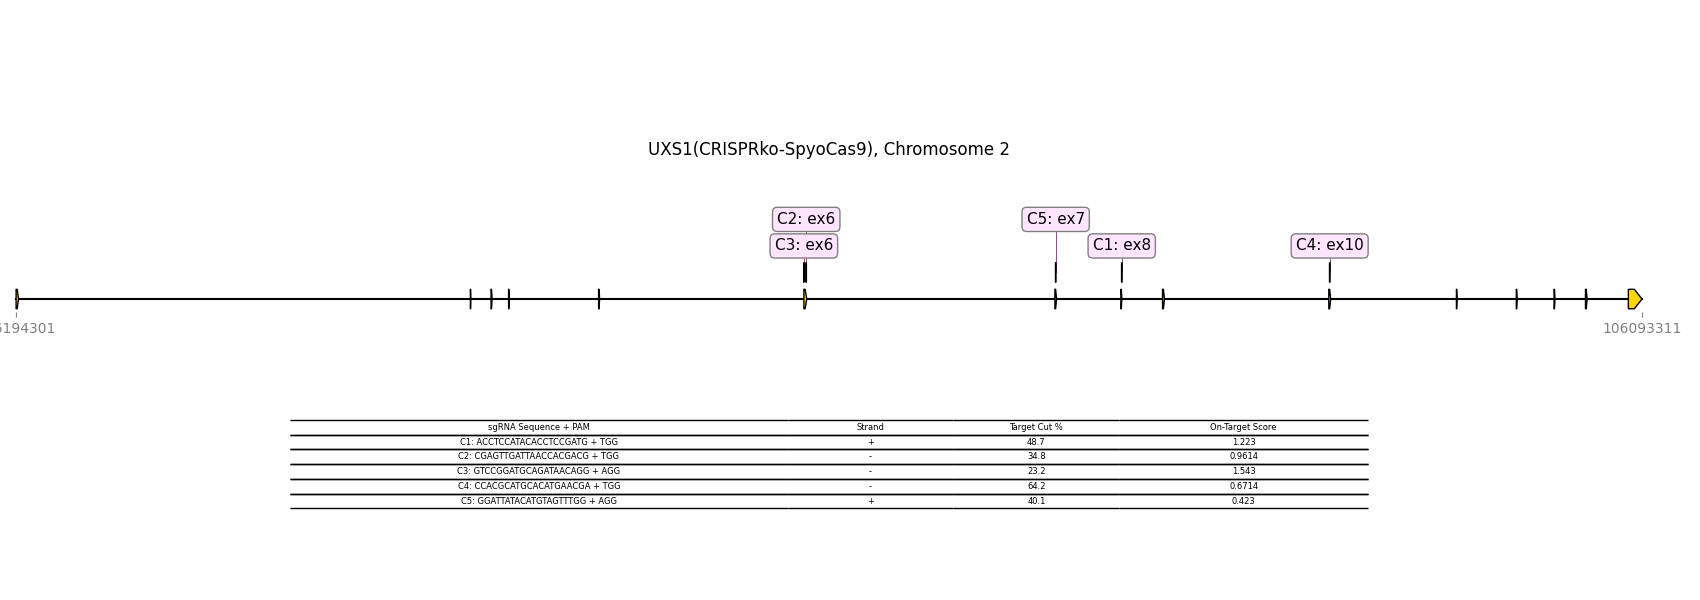 UXS1(CRISPRko-SpyoCas9), Chromosome 2
C2: ex6 C5: ex7
C3: ex6 C1: ex8 C4: ex10
6194301 106093311
sgRNA Sequence + PAM Strand Target Cut % On-Target Score
C1: ACCTCCATACACCTCCGATG + TGG + 48.7 1.223
C2: CGAGTTGATTAACCACGACG + TGG - 34.8 0.9614
C3: GTCCGGATGCAGATAACAGG + AGG - 23.2 1.543
C4: CCACGCATGCACATGAACGA + TGG - 64.2 0.6714
C5: GGATTATACATGTAGTTTGG + AGG + 40.1 0.423